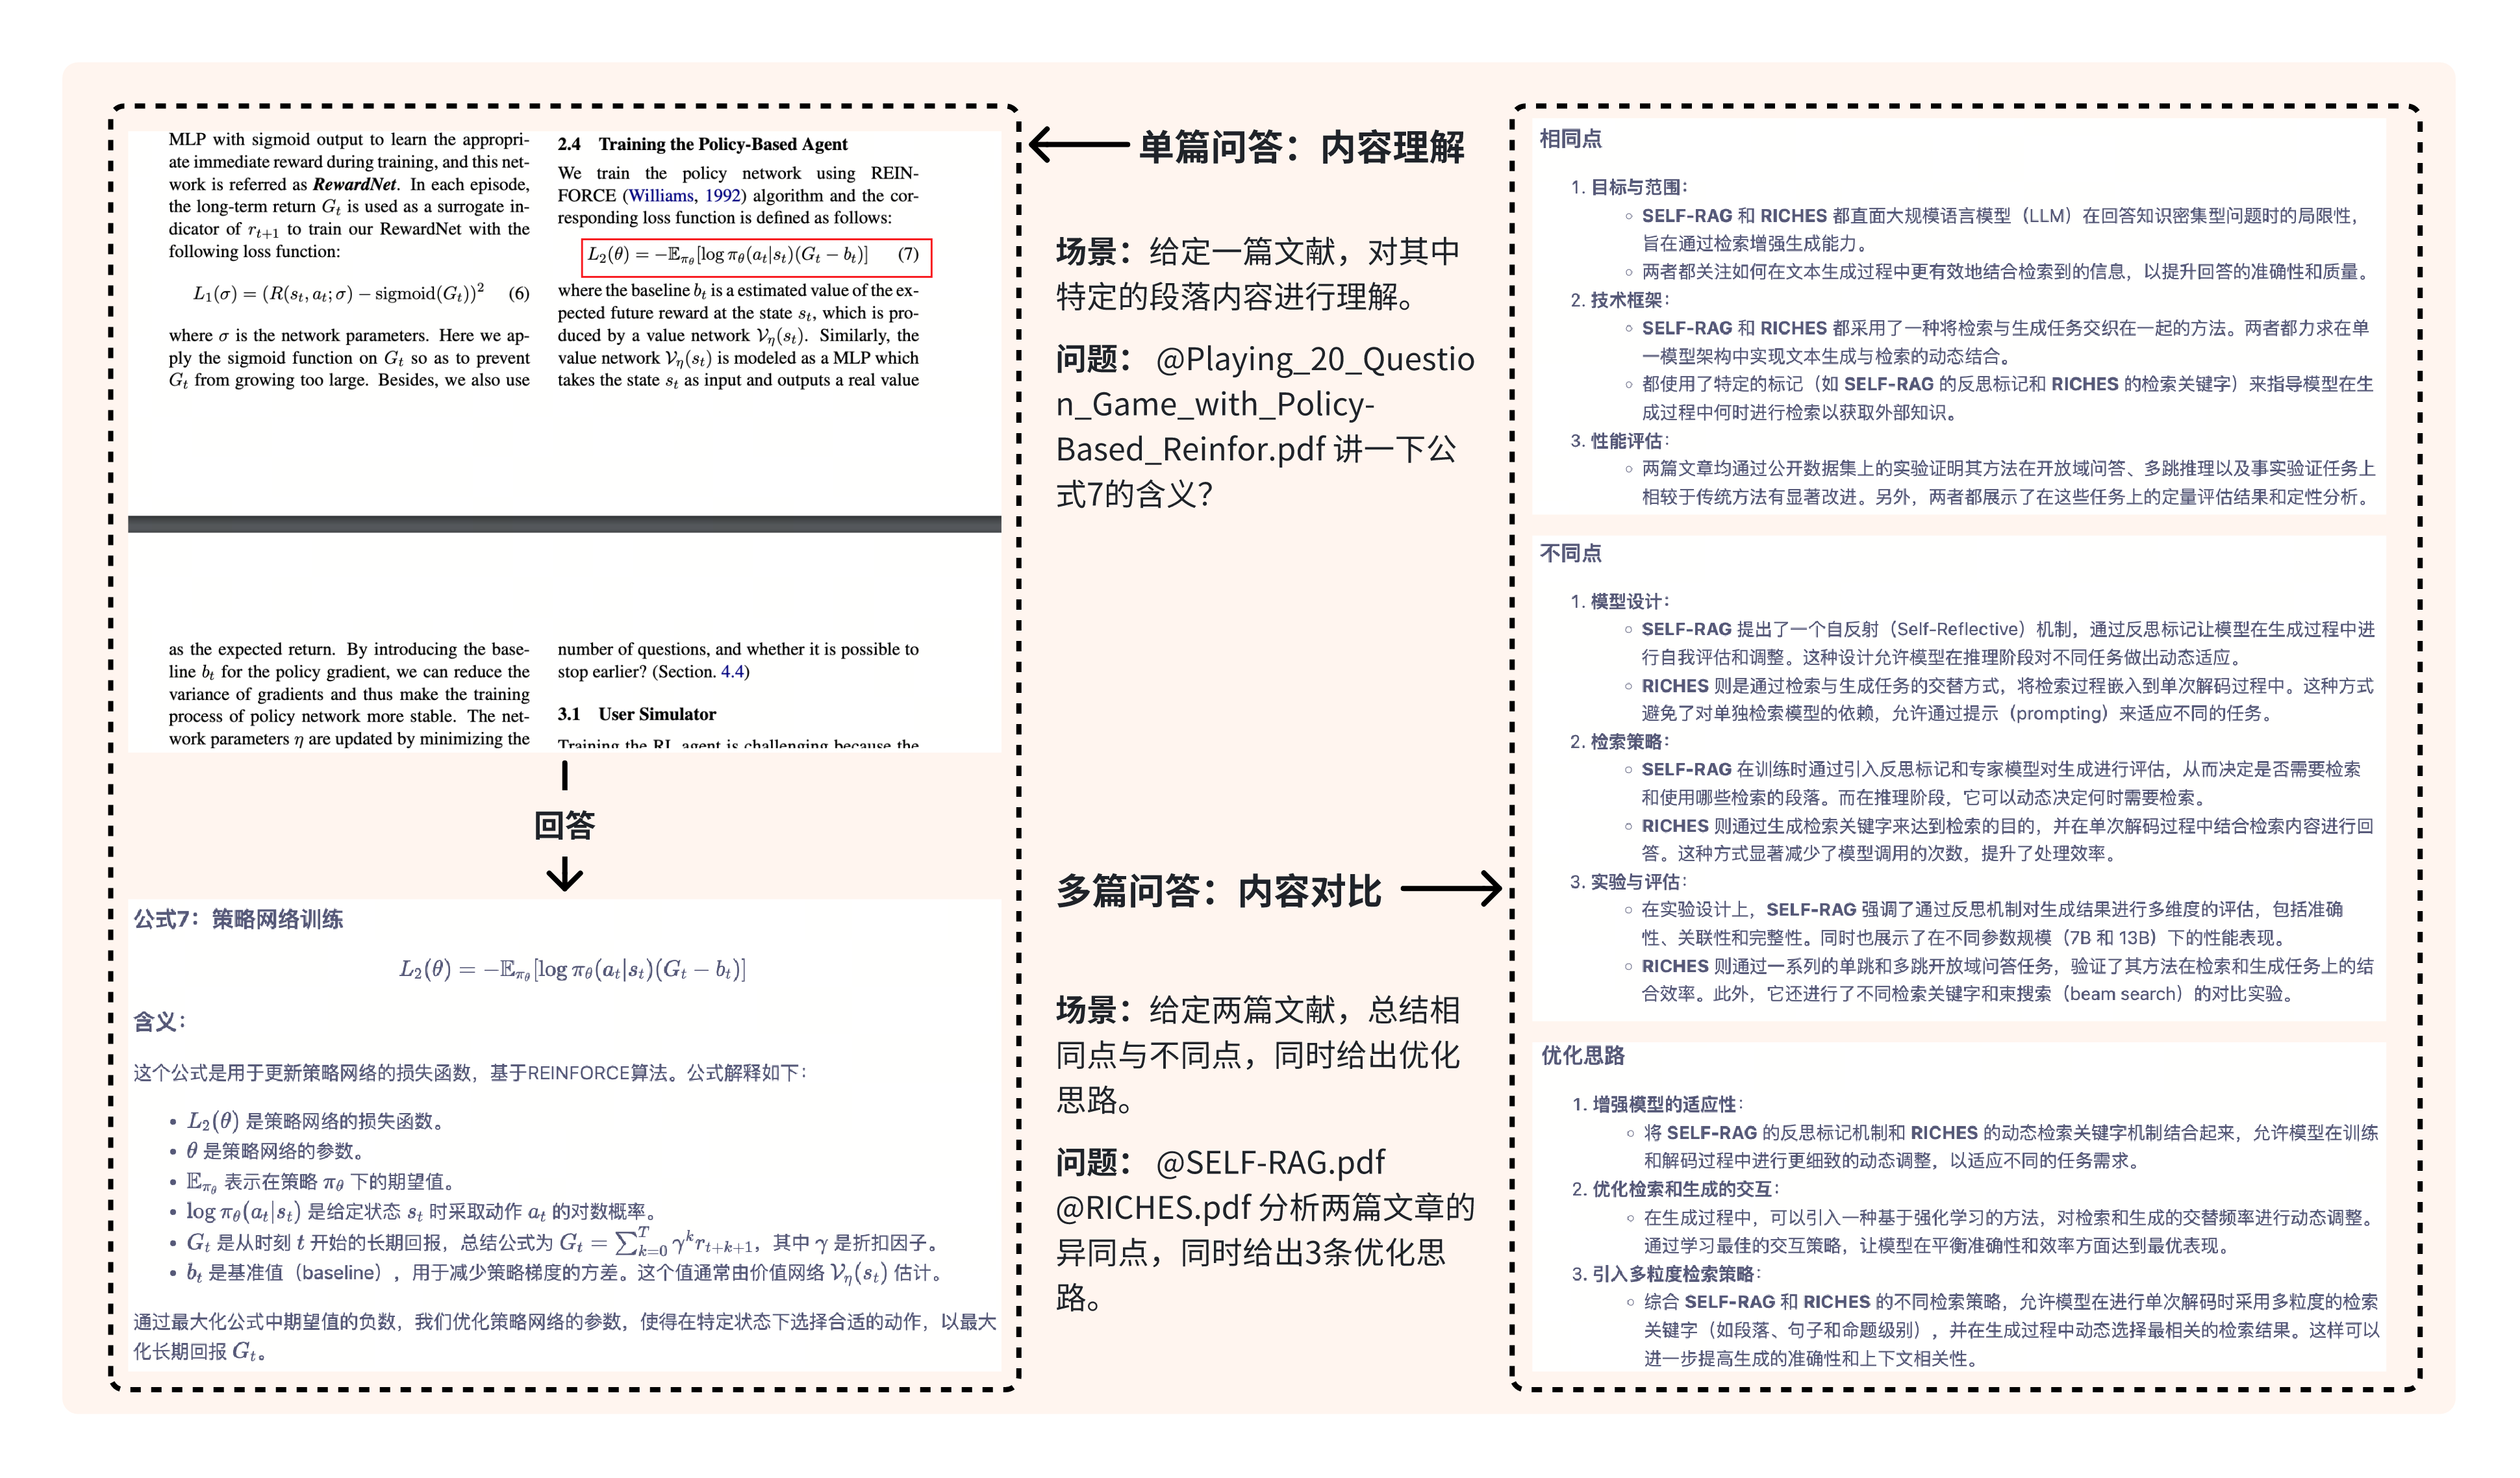 MLP with sigmoid output to learn the appropri-
ate immediate reward during training, and this net-
work is referred as RewardNet. In each episode,
the long-term return G_t is used as a surrogate in-
dicator of r_{t+1} to train our RewardNet with the
following loss function:
L_1(σ) = (R(s_t, a_t; σ) − sigmoid(G_t))^2 (6)
where σ is the network parameters. Here we ap-
ply the sigmoid function on G_t so as to prevent
G_t from growing too large. Besides, we also use
2.4 Training the Policy-Based Agent
We train the policy network using REIN-
FORCE (Williams, 1992) algorithm and the cor-
responding loss function is defined as follows:
L_2(θ) = −𝔼_{π_θ}[log π_θ(a_t|s_t)(G_t − b_t)] (7)
where the baseline b_t is a estimated value of the ex-
pected future reward at the state s_t, which is pro-
duced by a value network 𝒱_η(s_t). Similarly, the
value network 𝒱_η(s_t) is modeled as a MLP which
takes the state s_t as input and outputs a real value
as the expected return. By introducing the base-
line b_t for the policy gradient, we can reduce the
variance of gradients and thus make the training
process of policy network more stable. The net-
work parameters η are updated by minimizing the
number of questions, and whether it is possible to
stop earlier? (Section. 4.4)
3.1 User Simulator
Training the RL agent is challenging because the
回答
公式7：策略网络训练
L_2(θ) = −𝔼_{π_θ}[log π_θ(a_t|s_t)(G_t − b_t)]
含义：
这个公式是用于更新策略网络的损失函数，基于REINFORCE算法。公式解释如下：
• L_2(θ) 是策略网络的损失函数。
• θ 是策略网络的参数。
• 𝔼_{π_θ} 表示在策略 π_θ 下的期望值。
• log π_θ(a_t|s_t) 是给定状态 s_t 时采取动作 a_t 的对数概率。
• G_t 是从时刻 t 开始的长期回报，总结公式为 G_t = ∑_{k=0}^{T} γ^k r_{t+k+1}，其中 γ 是折扣因子。
• b_t 是基准值（baseline），用于减少策略梯度的方差。这个值通常由价值网络 𝒱_η(s_t) 估计。
通过最大化公式中期望值的负数，我们优化策略网络的参数，使得在特定状态下选择合适的动作，以最大
化长期回报 G_t。
单篇问答：内容理解
场景：给定一篇文献，对其中
特定的段落内容进行理解。
问题： @Playing_20_Questio
n_Game_with_Policy-
Based_Reinfor.pdf 讲一下公
式7的含义？
多篇问答：内容对比
场景：给定两篇文献，总结相
同点与不同点，同时给出优化
思路。
问题： @SELF-RAG.pdf
@RICHES.pdf 分析两篇文章的
异同点，同时给出3条优化思
路。
相同点
1. 目标与范围：
◦ SELF-RAG 和 RICHES 都直面大规模语言模型（LLM）在回答知识密集型问题时的局限性，
旨在通过检索增强生成能力。
◦ 两者都关注如何在文本生成过程中更有效地结合检索到的信息，以提升回答的准确性和质量。
2. 技术框架：
◦ SELF-RAG 和 RICHES 都采用了一种将检索与生成任务交织在一起的方法。两者都力求在单
一模型架构中实现文本生成与检索的动态结合。
◦ 都使用了特定的标记（如 SELF-RAG 的反思标记和 RICHES 的检索关键字）来指导模型在生
成过程中何时进行检索以获取外部知识。
3. 性能评估：
◦ 两篇文章均通过公开数据集上的实验证明其方法在开放域问答、多跳推理以及事实验证任务上
相较于传统方法有显著改进。另外，两者都展示了在这些任务上的定量评估结果和定性分析。
不同点
1. 模型设计：
◦ SELF-RAG 提出了一个自反射（Self-Reflective）机制，通过反思标记让模型在生成过程中进
行自我评估和调整。这种设计允许模型在推理阶段对不同任务做出动态适应。
◦ RICHES 则是通过检索与生成任务的交替方式，将检索过程嵌入到单次解码过程中。这种方式
避免了对单独检索模型的依赖，允许通过提示（prompting）来适应不同的任务。
2. 检索策略：
◦ SELF-RAG 在训练时通过引入反思标记和专家模型对生成进行评估，从而决定是否需要检索
和使用哪些检索的段落。而在推理阶段，它可以动态决定何时需要检索。
◦ RICHES 则通过生成检索关键字来达到检索的目的，并在单次解码过程中结合检索内容进行回
答。这种方式显著减少了模型调用的次数，提升了处理效率。
3. 实验与评估：
◦ 在实验设计上，SELF-RAG 强调了通过反思机制对生成结果进行多维度的评估，包括准确
性、关联性和完整性。同时也展示了在不同参数规模（7B 和 13B）下的性能表现。
◦ RICHES 则通过一系列的单跳和多跳开放域问答任务，验证了其方法在检索和生成任务上的结
合效率。此外，它还进行了不同检索关键字和束搜索（beam search）的对比实验。
优化思路
1. 增强模型的适应性：
◦ 将 SELF-RAG 的反思标记机制和 RICHES 的动态检索关键字机制结合起来，允许模型在训练
和解码过程中进行更细致的动态调整，以适应不同的任务需求。
2. 优化检索和生成的交互：
◦ 在生成过程中，可以引入一种基于强化学习的方法，对检索和生成的交替频率进行动态调整。
通过学习最佳的交互策略，让模型在平衡准确性和效率方面达到最优表现。
3. 引入多粒度检索策略：
◦ 综合 SELF-RAG 和 RICHES 的不同检索策略，允许模型在进行单次解码时采用多粒度的检索
关键字（如段落、句子和命题级别），并在生成过程中动态选择最相关的检索结果。这样可以
进一步提高生成的准确性和上下文相关性。